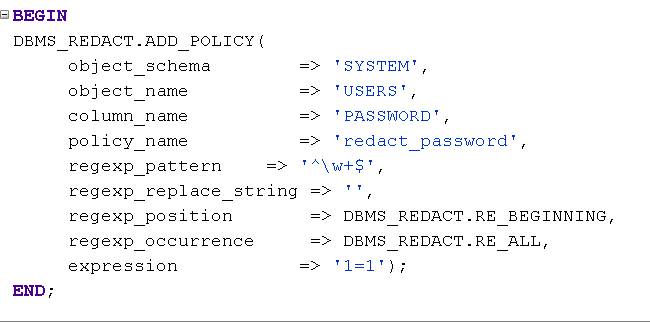 BEGIN
DBMS_REDACT.ADD_POLICY(
object_schema => 'SYSTEM',
object_name => 'USERS',
column_name => 'PASSWORD',
policy_name => 'redact_password',
regexp_pattern => '^\w+$',
regexp_replace_string => '',
regexp_position => DBMS_REDACT.RE_BEGINNING,
regexp_occurrence => DBMS_REDACT.RE_ALL,
expression => '1=1');
END;